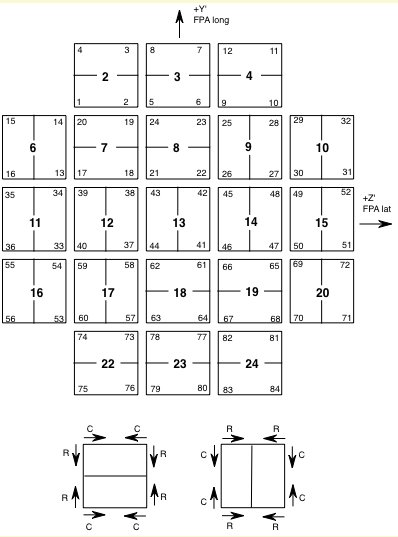 +Y'
FPA long
4 3 8 7 12 11
2 3 4
1 2 5 6 9 10
15 14 20 19 24 23 25 28 29 32
6 7 8 9 10
16 13 17 18 21 22 26 27 30 31
35 34 39 38 43 42 45 48 49 52
+Z'
FPA lat
11 12 13 14 15
36 33 40 37 44 41 46 47 50 51
55 54 59 58 62 61 66 65 69 72
16 17 18 19 20
56 53 60 57 63 64 67 68 70 71
74 73 78 77 82 81
22 23 24
75 76 79 80 83 84
C C R R
R R C C
R R C C
C C R R